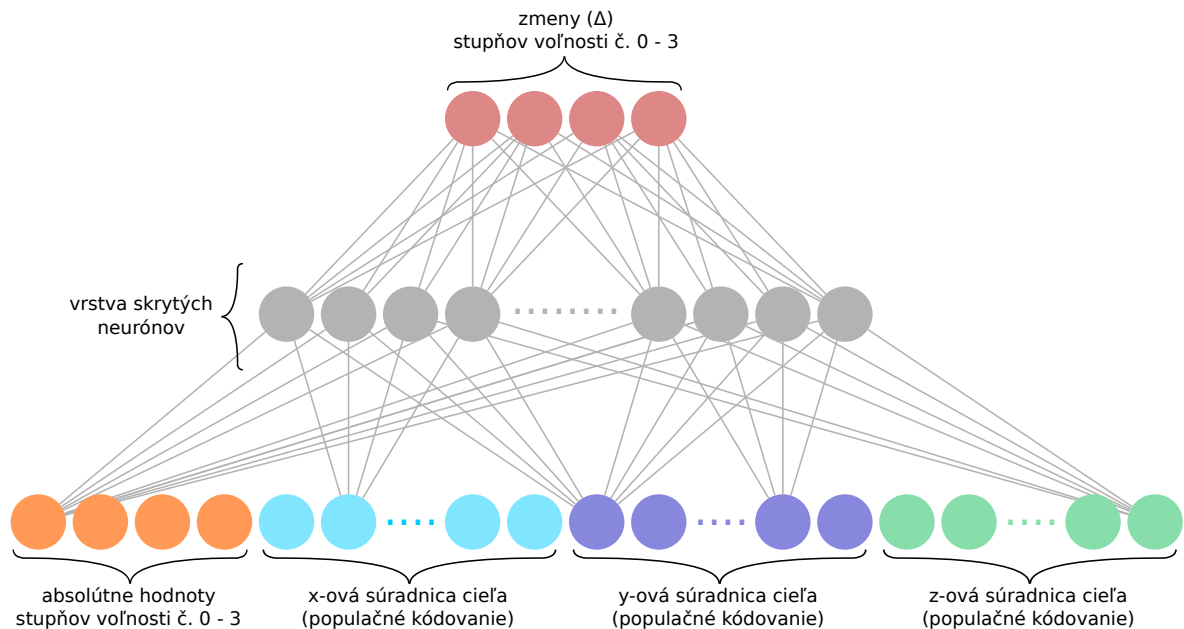 zmeny (Δ)
stupňov voľnosti č. 0 - 3
vrstva skrytých
neurónov
absolútne hodnoty
stupňov voľnosti č. 0 - 3
x-ová súradnica cieľa
(populačné kódovanie)
y-ová súradnica cieľa
(populačné kódovanie)
z-ová súradnica cieľa
(populačné kódovanie)